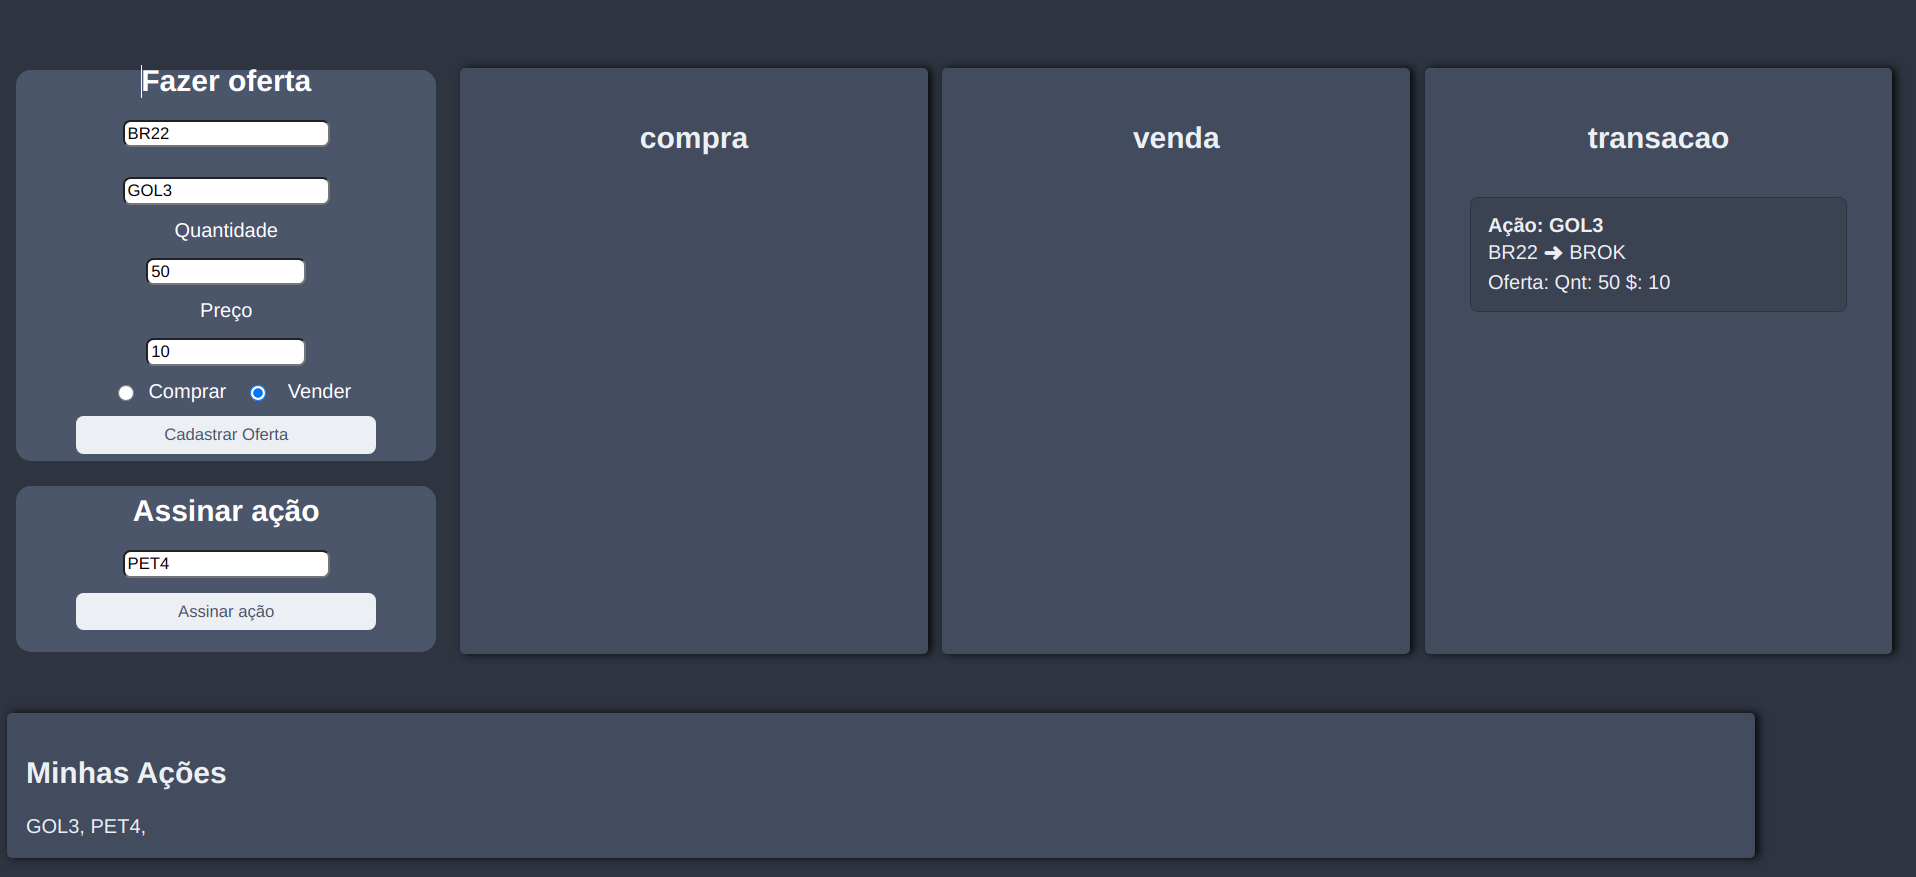 Fazer oferta
BR22
GOL3
Quantidade
50
Preço
10
Comprar Vender
Cadastrar Oferta
Assinar ação
PET4
Assinar ação
compra
venda
transacao
Ação: GOL3
BR22 ➜ BROK
Oferta: Qnt: 50 $: 10
Minhas Ações
GOL3, PET4,